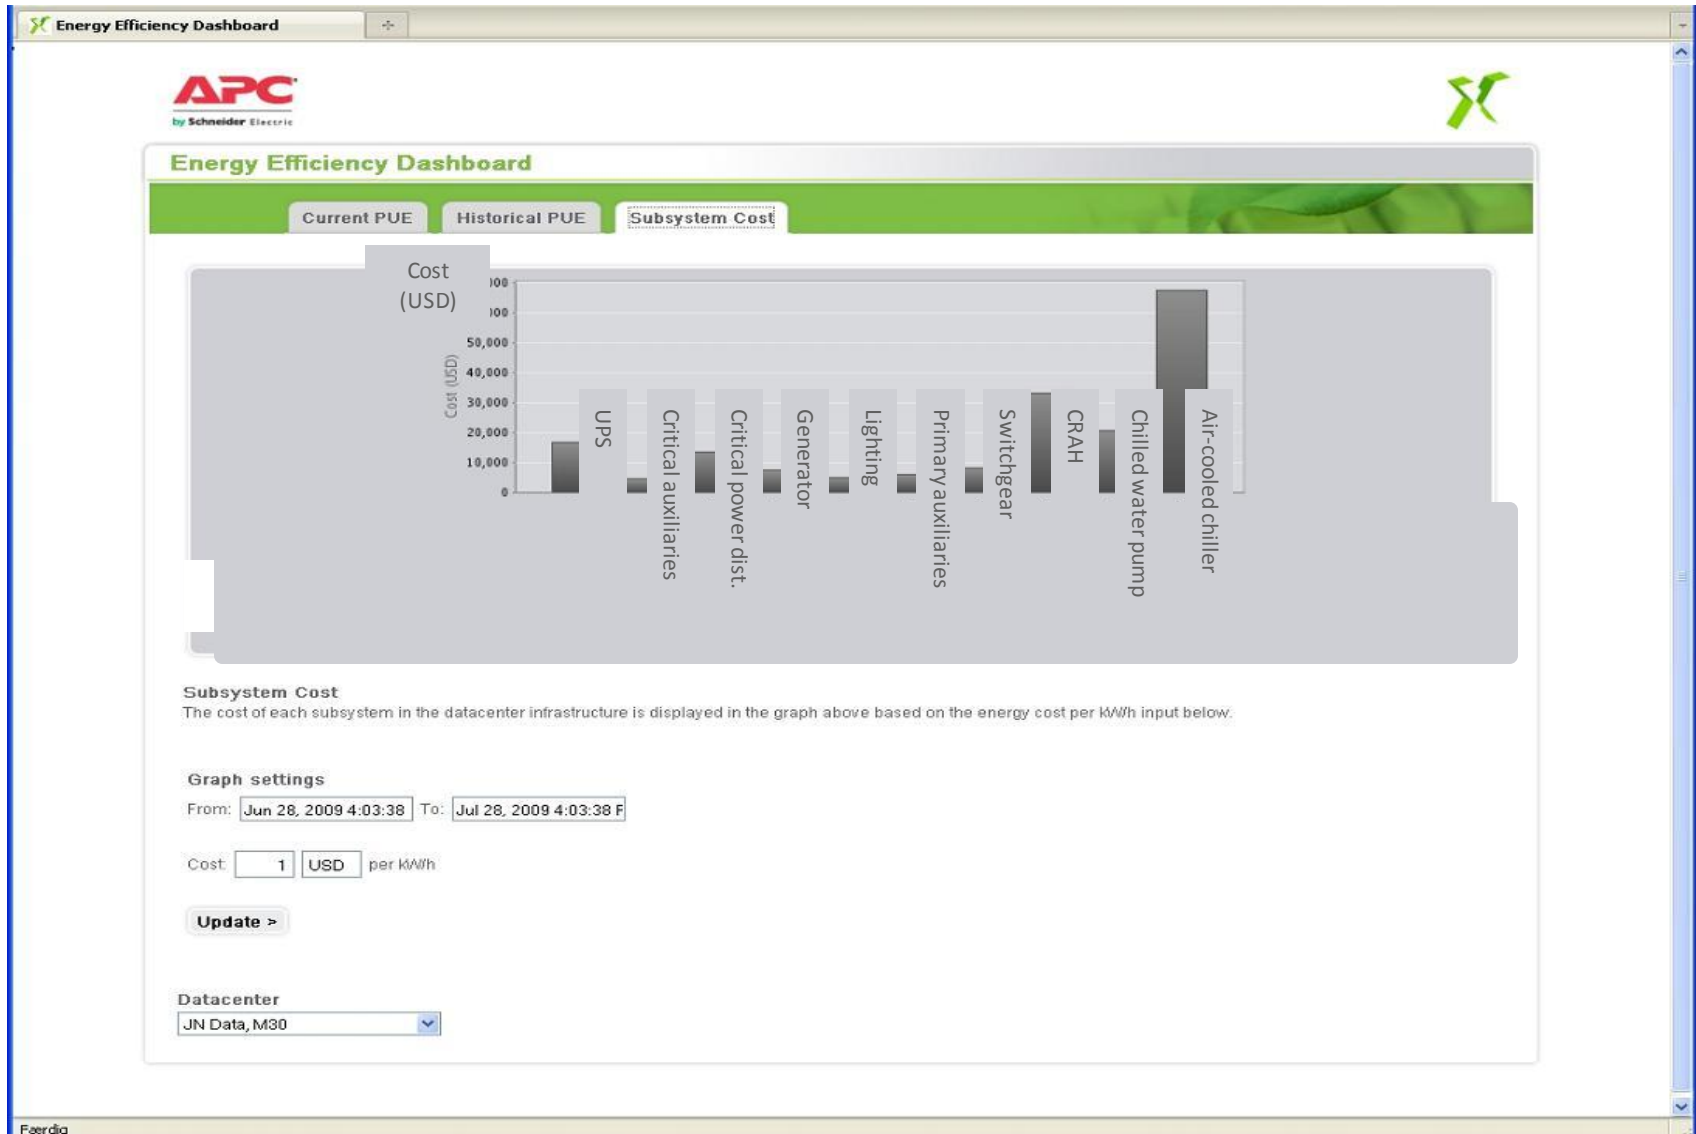 Energy Efficiency Dashboard
APC
by Schneider Electric
Energy Efficiency Dashboard
Current PUE
Historical PUE
Subsystem Cost
Cost
(USD)
000
000
50,000
40,000
30,000
20,000
10,000
0
Cost (USD)
UPS
Critical auxiliaries
Critical power dist.
Generator
Lighting
Primary auxiliaries
Switchgear
CRAH
Chilled water pump
Air-cooled chiller
Subsystem Cost
The cost of each subsystem in the datacenter infrastructure is displayed in the graph above based on the energy cost per kWh input below.
Graph settings
From: Jun 28, 2009 4:03:38 To: Jul 28, 2009 4:03:38 F
Cost: 1 USD per kWh
Update >
Datacenter
JN Data, M30
Færdig